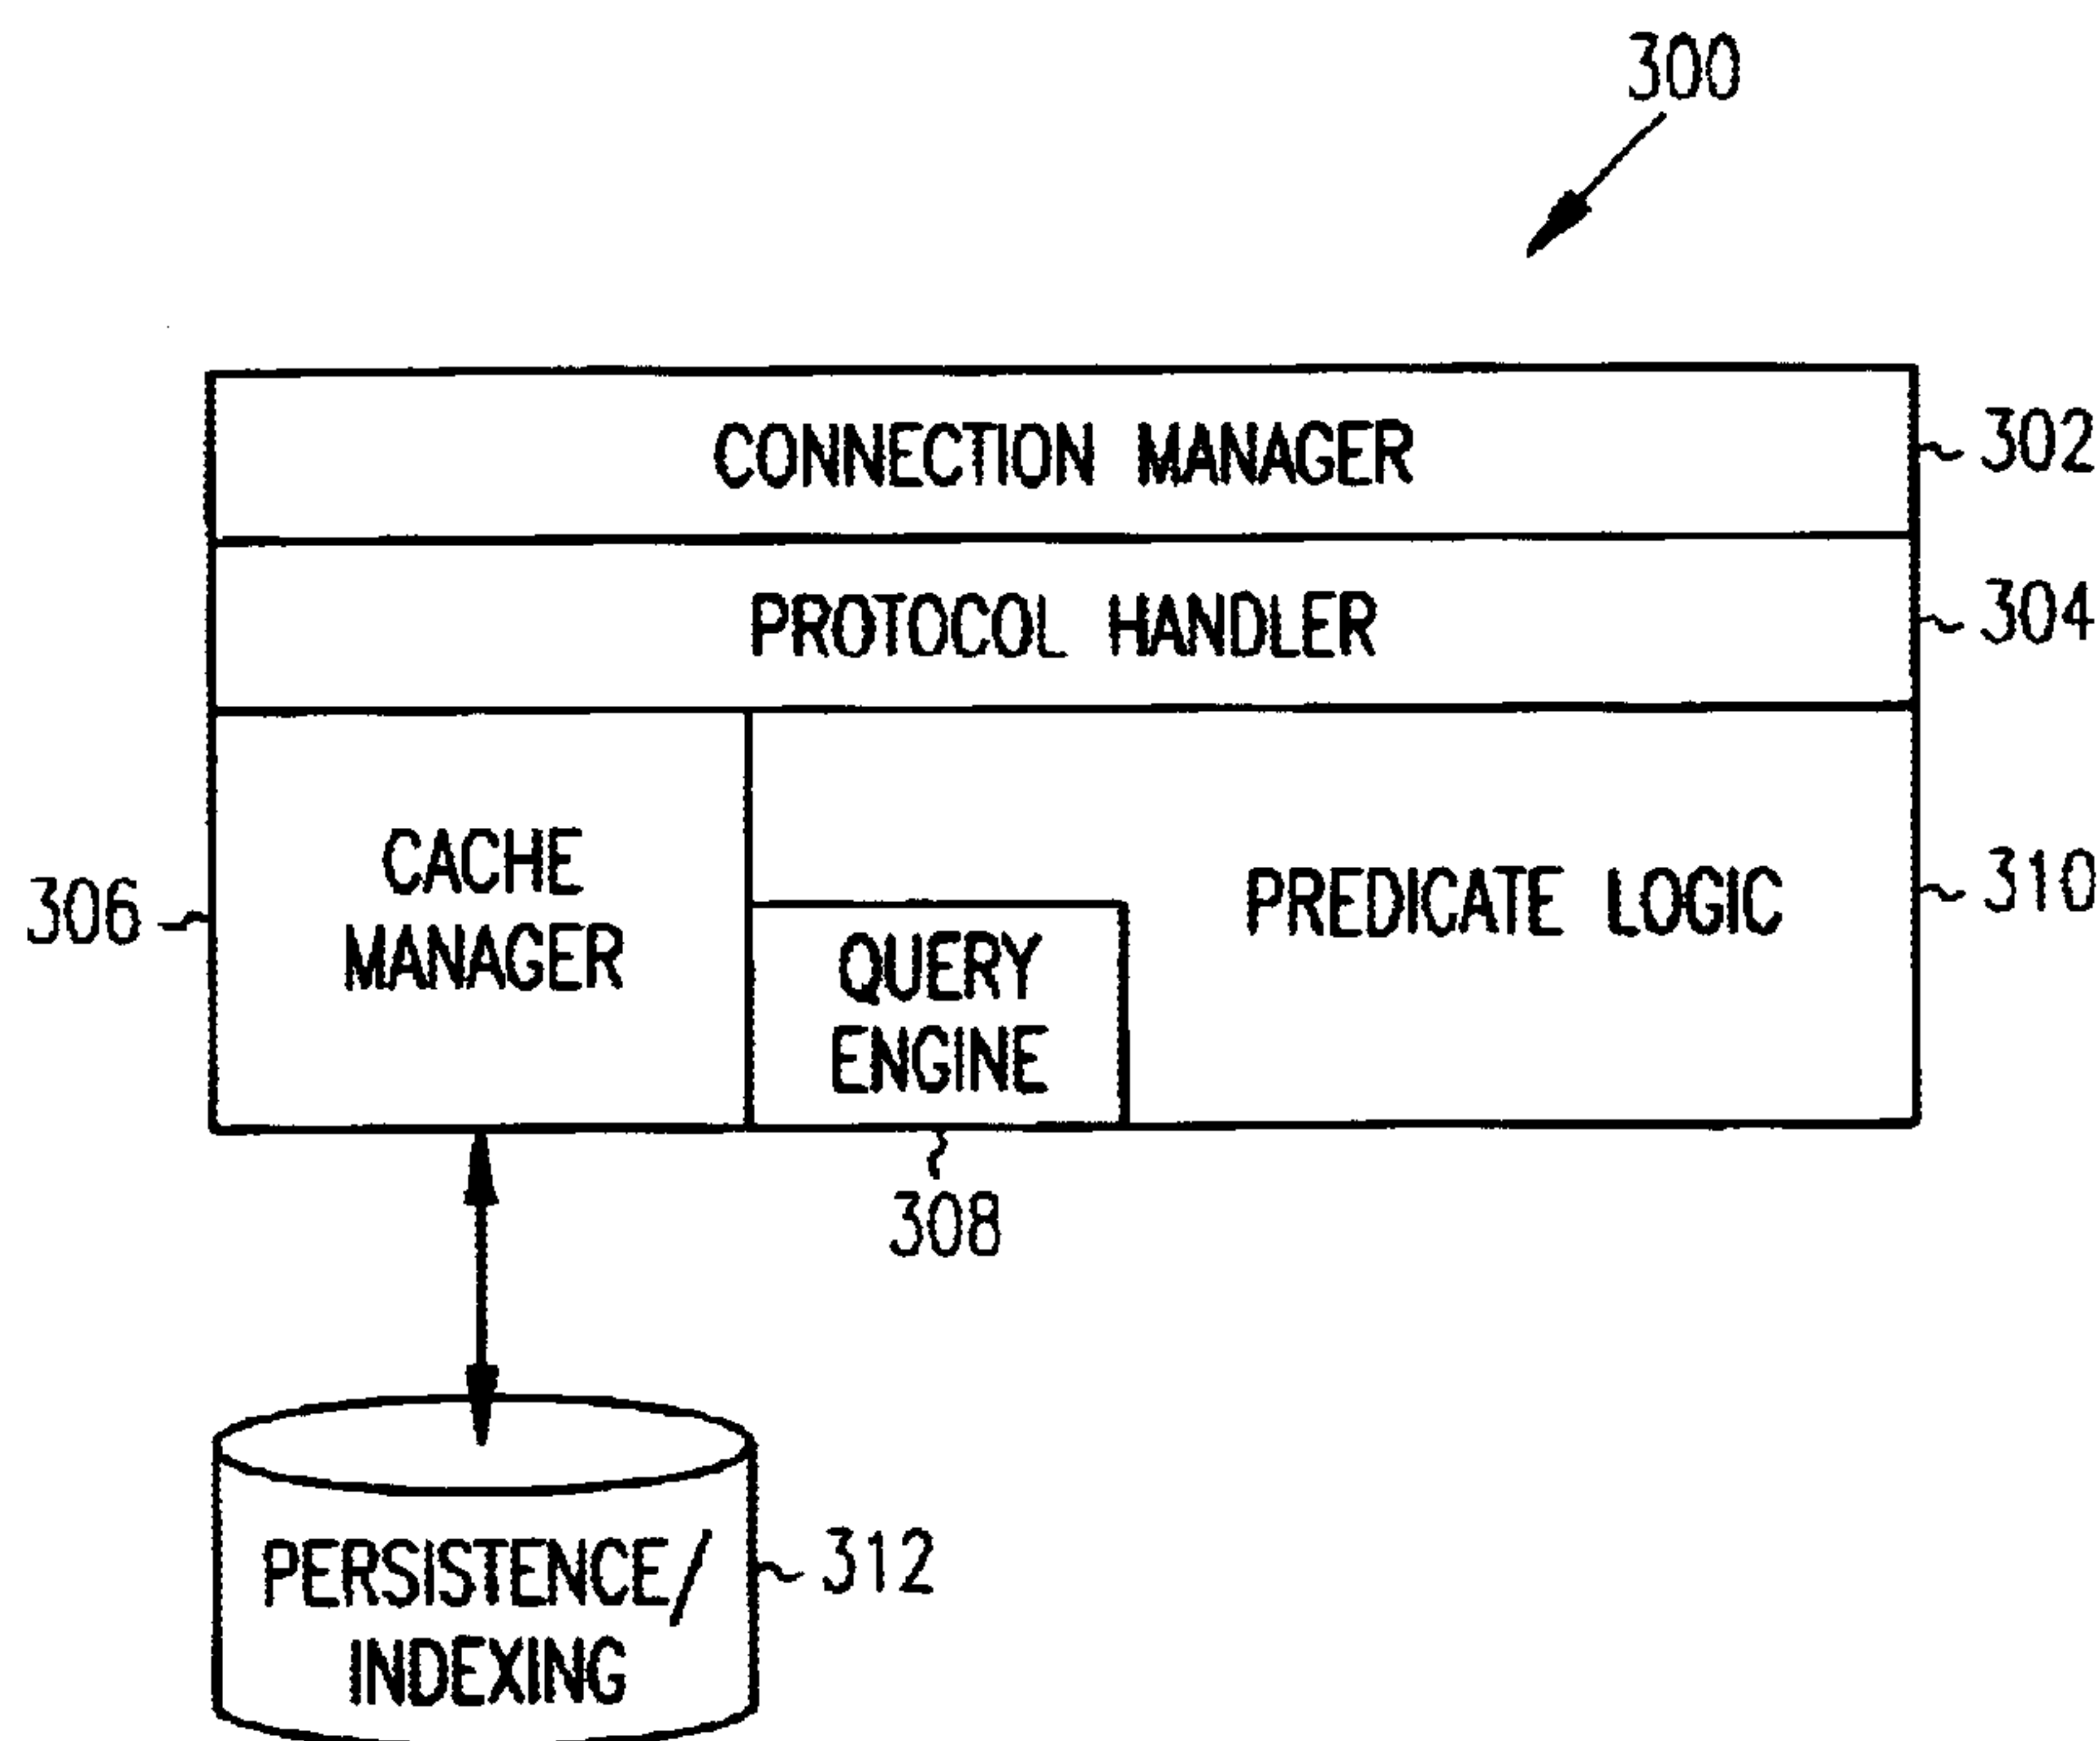 300
CONNECTION MANAGER
302
PROTOCOL HANDLER
304
CACHE
MANAGER
306
PREDICATE LOGIC
310
QUERY
ENGINE
308
PERSISTENCE/
INDEXING
312